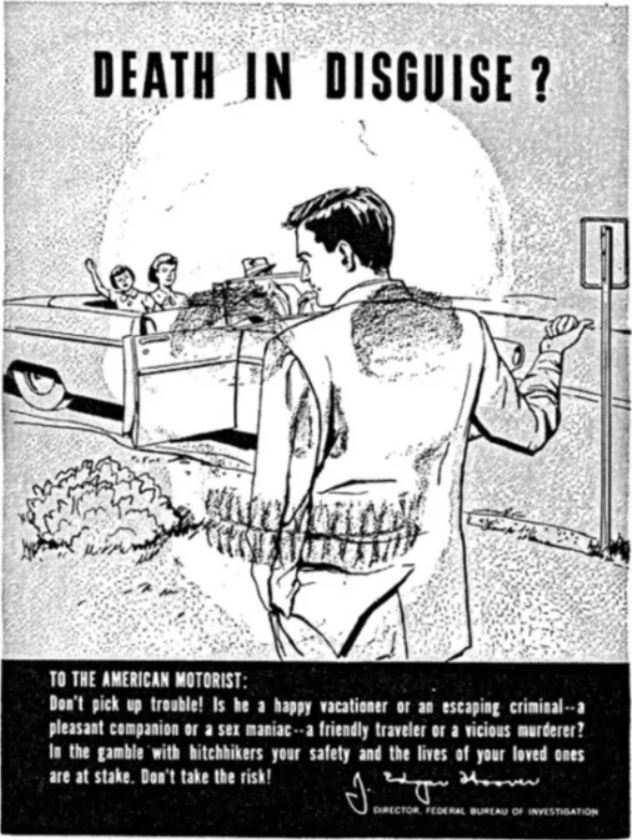 DEATH IN DISGUISE?
TO THE AMERICAN MOTORIST:
Don't pick up trouble! Is he a happy vacationer or an escaping criminal--a
pleasant companion or a sex maniac--a friendly traveler or a vicious murderer?
In the gamble with hitchhikers your safety and the lives of your loved ones
are at stake. Don't take the risk!
J. Edgar Hoover
DIRECTOR, FEDERAL BUREAU OF INVESTIGATION